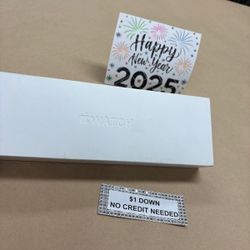 Happy
New Year
2025
WATCH
$1 DOWN
NO CREDIT NEEDED